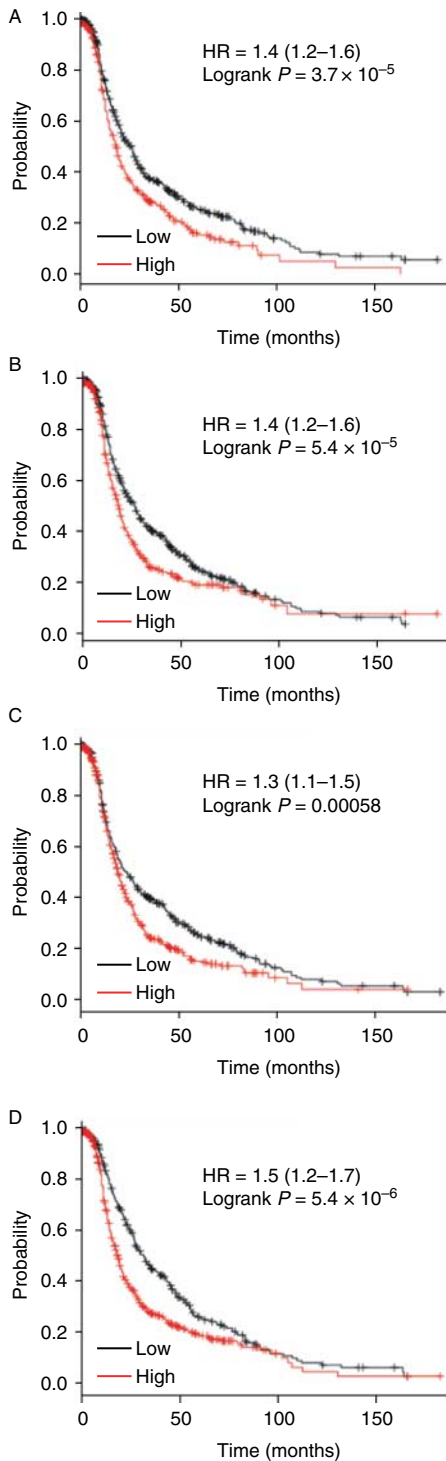 A
HR = 1.4 (1.2–1.6)
Logrank P = 3.7 × 10–5
Probability
1.0
0.8
0.6
0.4
0.2
0.0
Low
High
0 50 100 150
Time (months)
B
HR = 1.4 (1.2–1.6)
Logrank P = 5.4 × 10–5
Probability
1.0
0.8
0.6
0.4
0.2
0.0
Low
High
0 50 100 150
Time (months)
C
HR = 1.3 (1.1–1.5)
Logrank P = 0.00058
Probability
1.0
0.8
0.6
0.4
0.2
0.0
Low
High
0 50 100 150
Time (months)
D
HR = 1.5 (1.2–1.7)
Logrank P = 5.4 × 10–6
Probability
1.0
0.8
0.6
0.4
0.2
0.0
Low
High
0 50 100 150
Time (months)